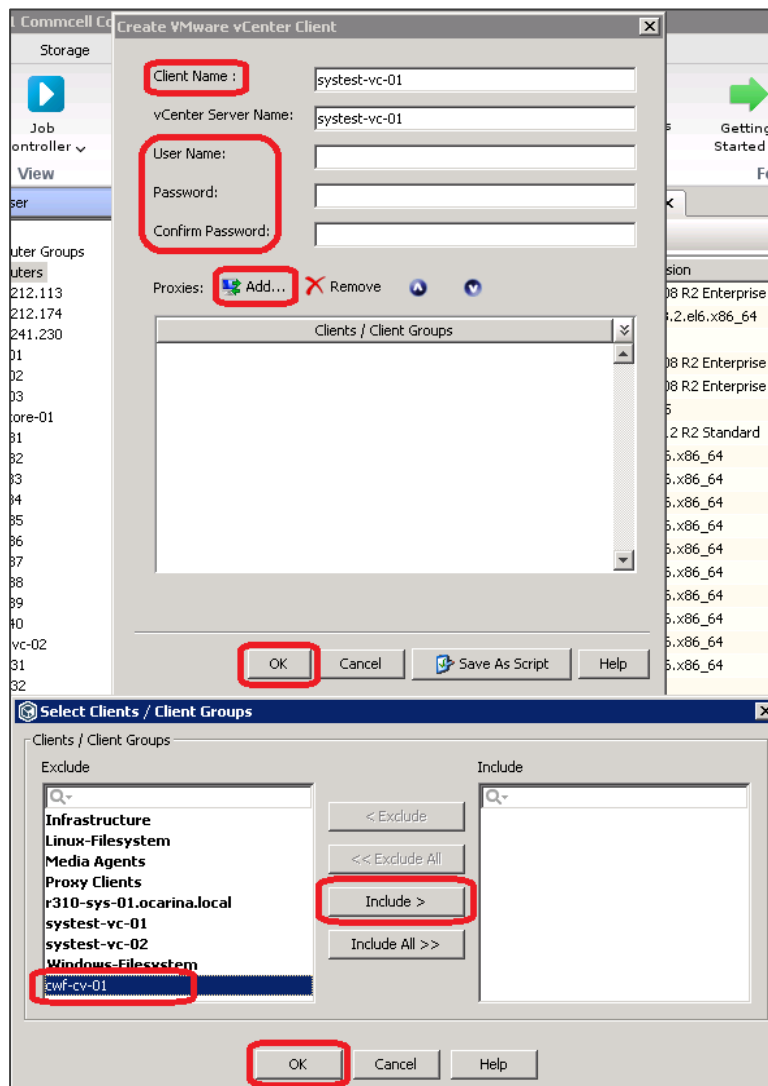 1 Commcell Co
Create VMware vCenter Client
Storage
Client Name :
systest-vc-01
vCenter Server Name:
systest-vc-01
Job
ontroller
View
User Name:
Password:
Confirm Password:
Getting
Started
Fe
ser
uter Groups
uters
212.113
212.174
241.230
01
02
03
ore-01
31
32
33
34
35
36
37
38
39
40
vc-02
31
32
Proxies:
Add...
Remove
Clients / Client Groups
sion
08 R2 Enterprise
.2.el6.x86_64
08 R2 Enterprise
08 R2 Enterprise
.2 R2 Standard
6.x86_64
6.x86_64
6.x86_64
6.x86_64
6.x86_64
6.x86_64
6.x86_64
6.x86_64
6.x86_64
6.x86_64
OK
Cancel
Save As Script
Help
Select Clients / Client Groups
Clients / Client Groups
Exclude
Include
Infrastructure
Linux-Filesystem
Media Agents
Proxy Clients
r310-sys-01.ocarina.local
systest-vc-01
systest-vc-02
Windows-Filesystem
cwf-cv-01
< Exclude
<< Exclude All
Include >
Include All >>
OK
Cancel
Help